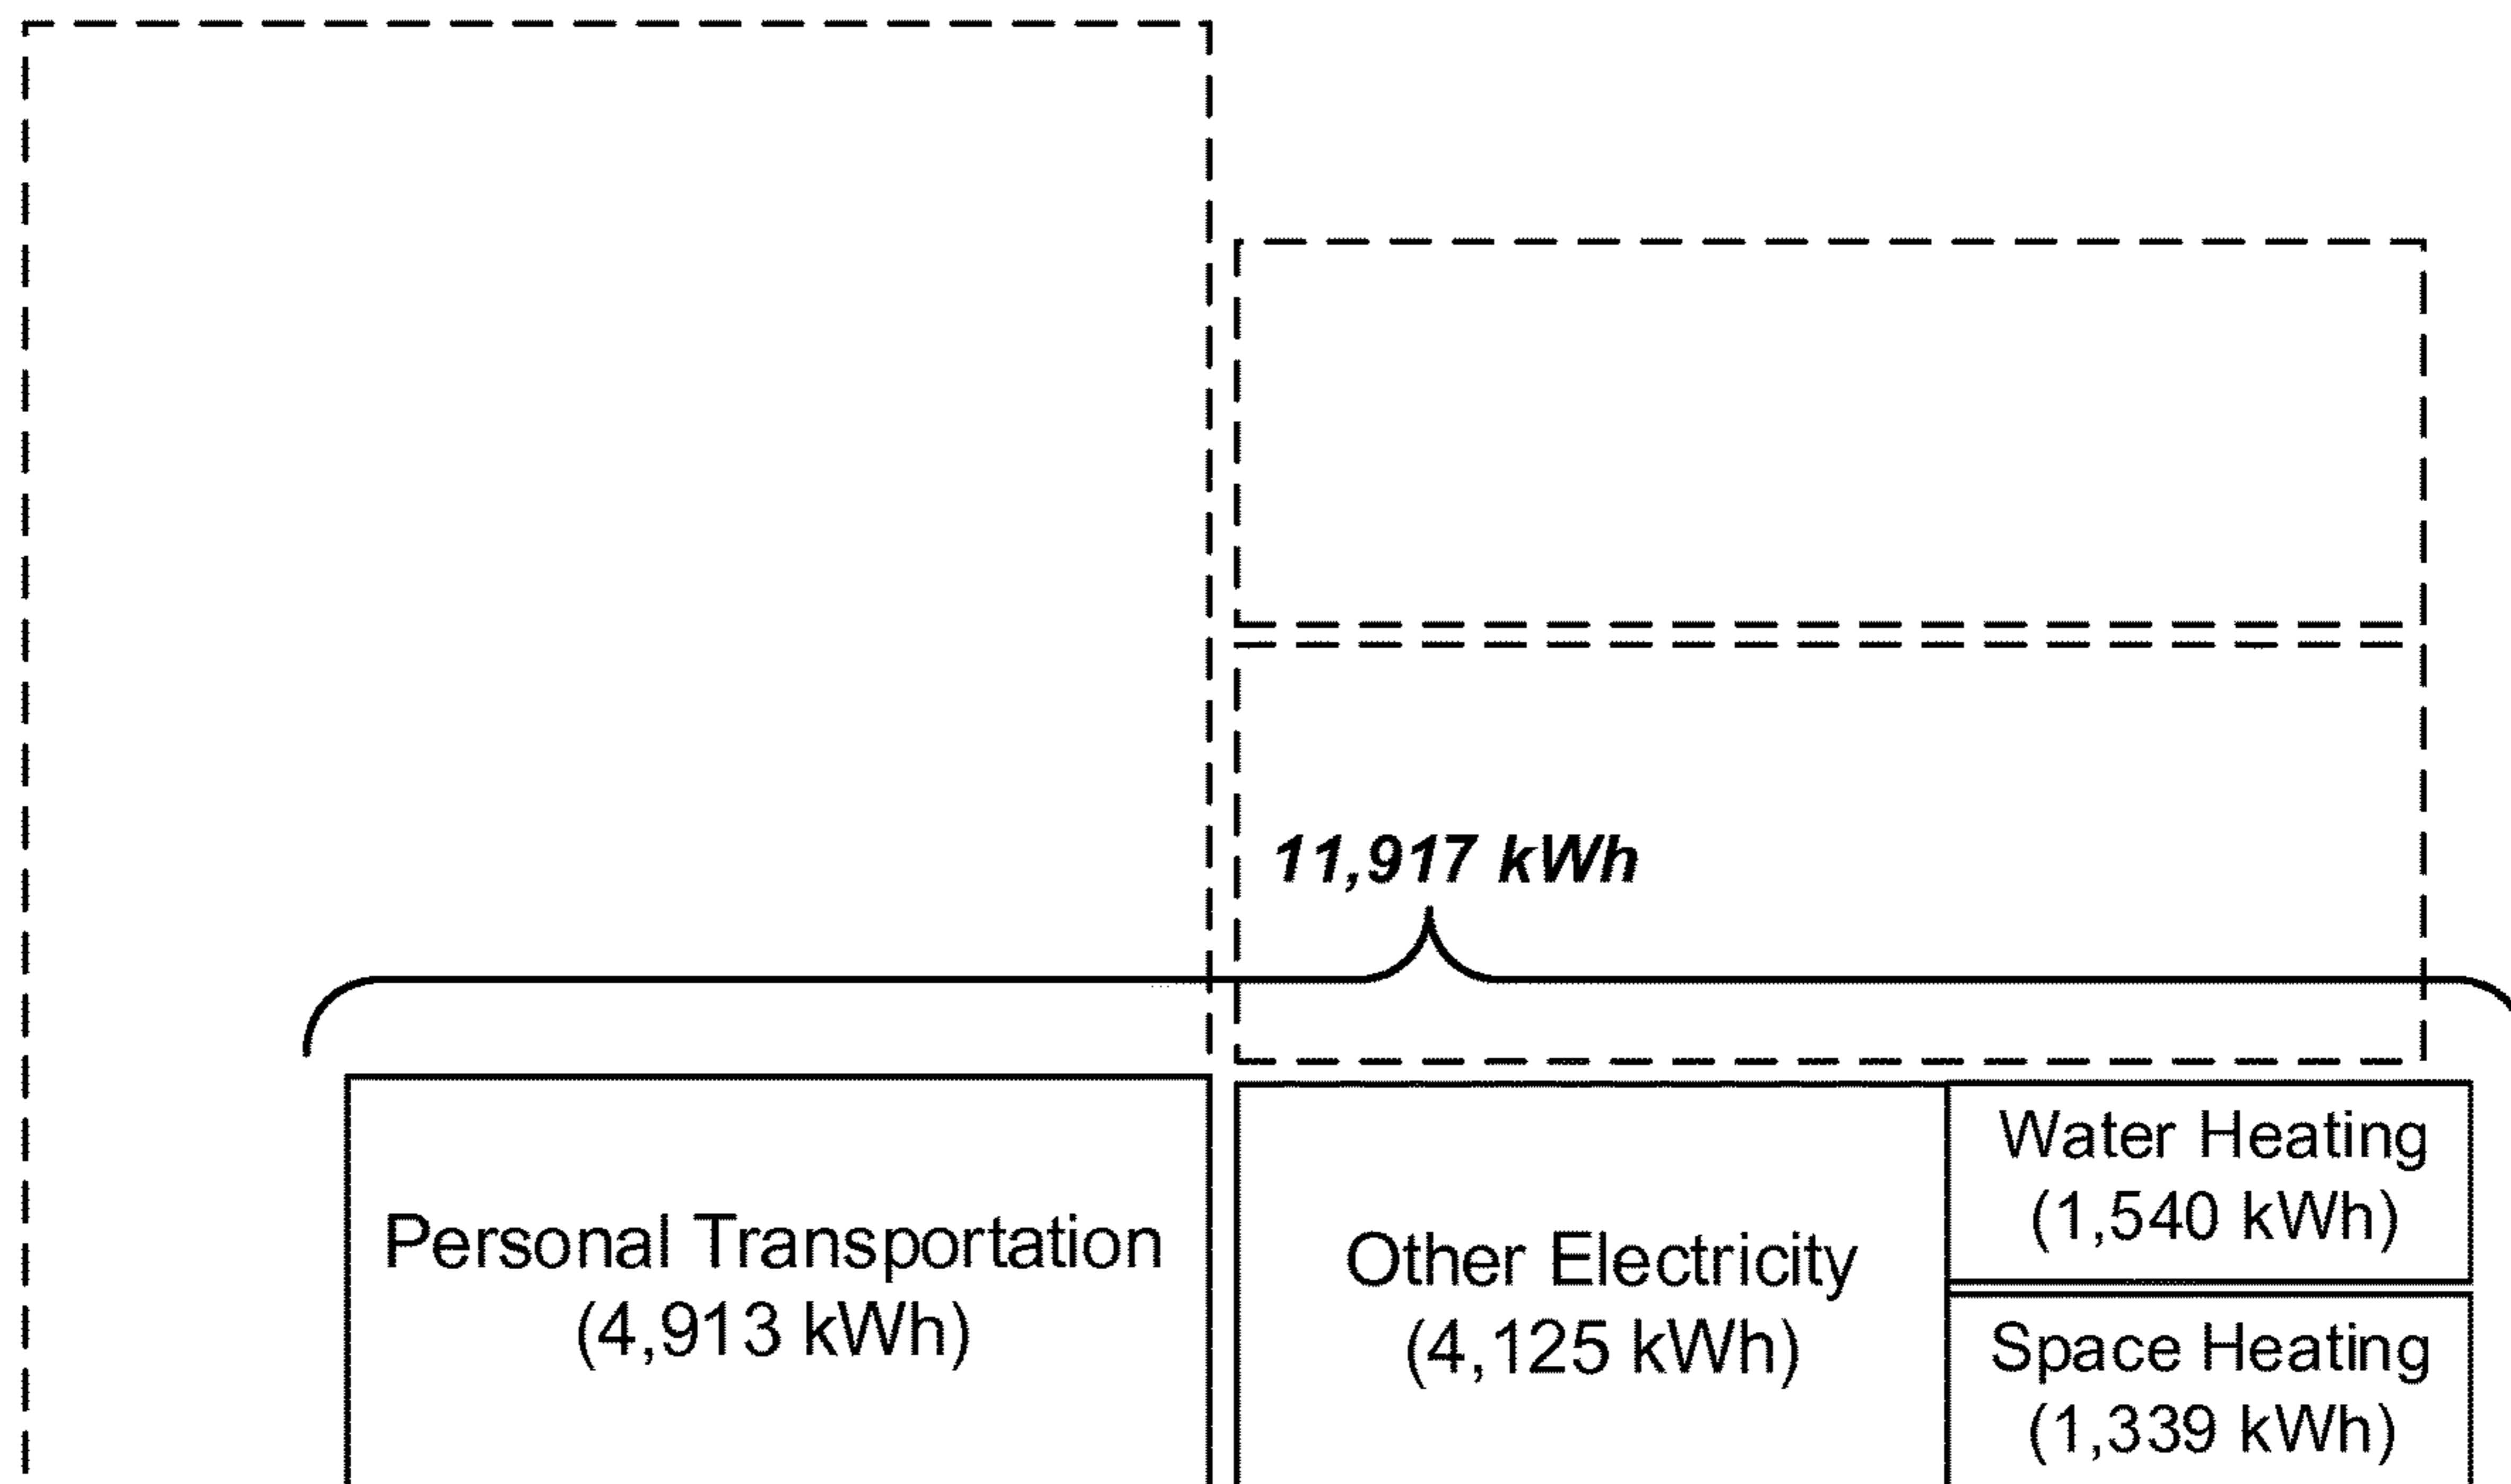 11,917 kWh
Personal Transportation
(4,913 kWh)
Other Electricity
(4,125 kWh)
Water Heating
(1,540 kWh)
Space Heating
(1,339 kWh)